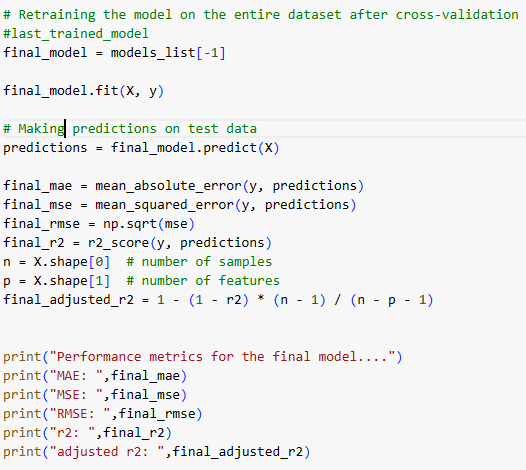 # Retraining the model on the entire dataset after cross-validation
#last_trained_model
final_model = models_list[-1]
final_model.fit(X, y)
# Making predictions on test data
predictions = final_model.predict(X)
final_mae = mean_absolute_error(y, predictions)
final_mse = mean_squared_error(y, predictions)
final_rmse = np.sqrt(mse)
final_r2 = r2_score(y, predictions)
n = X.shape[0]  # number of samples
p = X.shape[1]  # number of features
final_adjusted_r2 = 1 - (1 - r2) * (n - 1) / (n - p - 1)
print("Performance metrics for the final model....")
print("MAE: ",final_mae)
print("MSE: ",final_mse)
print("RMSE: ",final_rmse)
print("r2: ",final_r2)
print("adjusted r2: ",final_adjusted_r2)